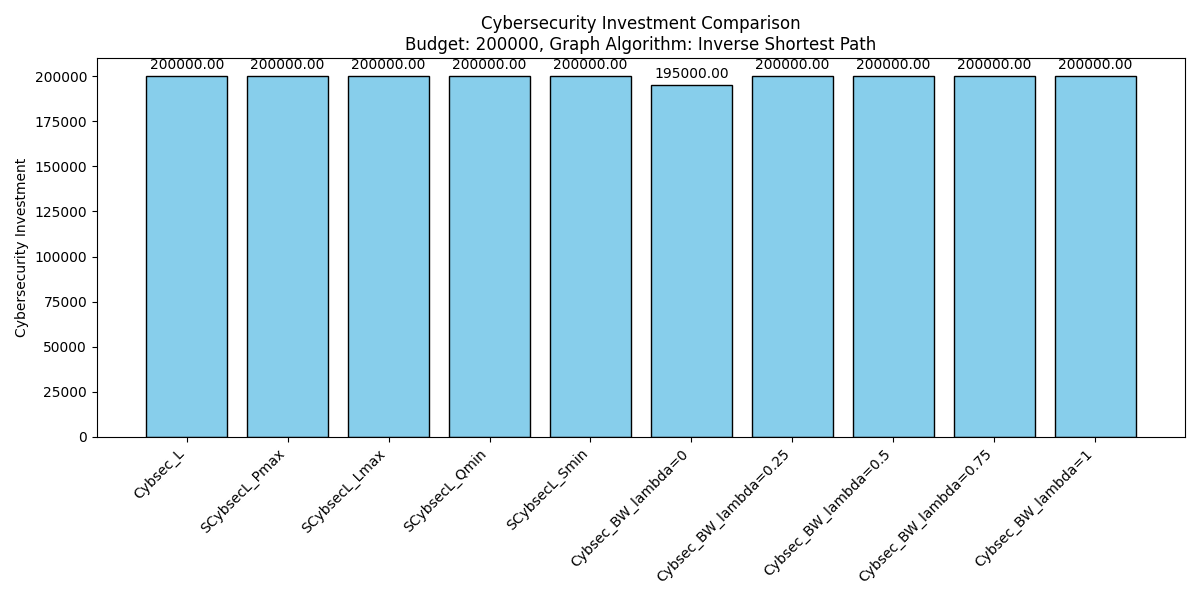 Cybersecurity Investment Comparison
Budget: 200000, Graph Algorithm: Inverse Shortest Path
200000.00 200000.00 200000.00 200000.00 200000.00 195000.00 200000.00 200000.00 200000.00 200000.00
Cybersecurity Investment
200000
175000
150000
125000
100000
75000
50000
25000
0
Cybsec_L
SCybsecL_Pmax
SCybsecL_Lmax
SCybsecL_Qmin
SCybsecL_Smin
Cybsec_BW_lambda=0
Cybsec_BW_lambda=0.25
Cybsec_BW_lambda=0.5
Cybsec_BW_lambda=0.75
Cybsec_BW_lambda=1